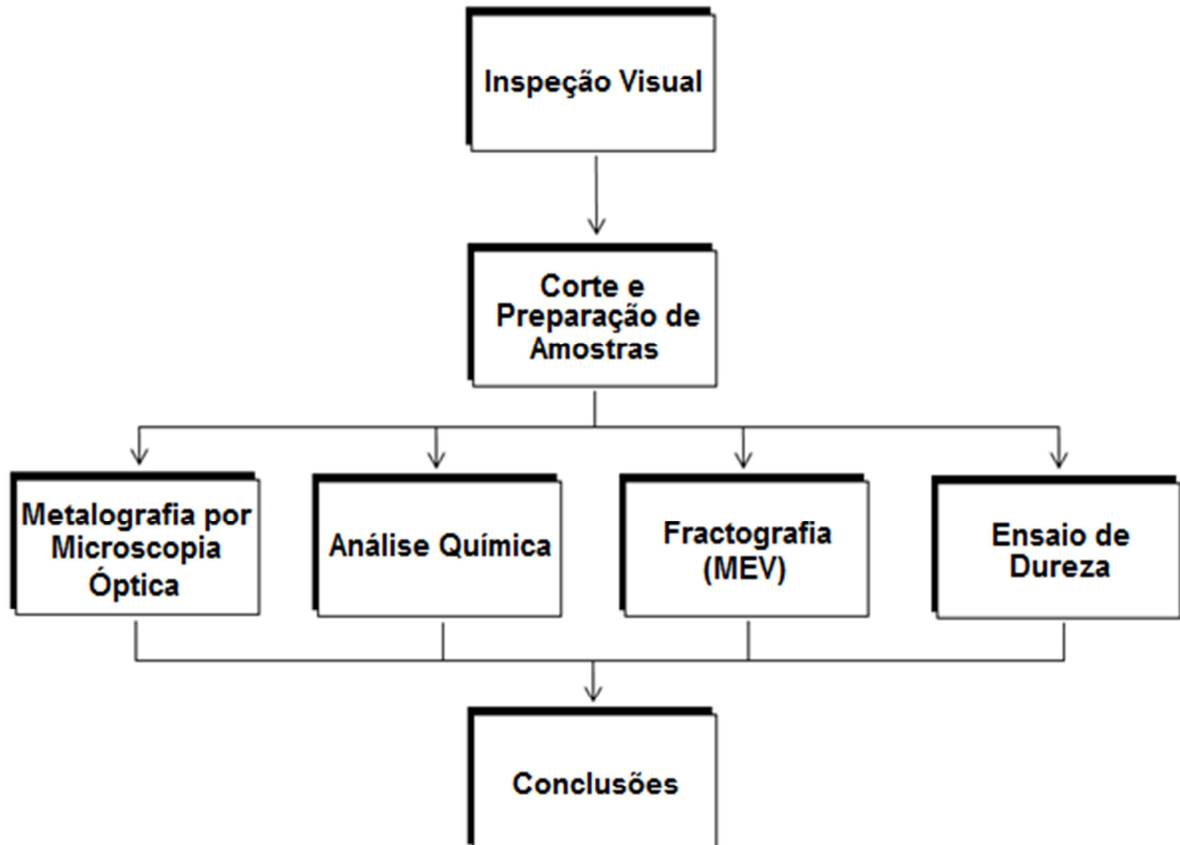 Inspeção Visual
Corte e
Preparação de
Amostras
Metalografia por
Microscopia
Óptica
Análise Química
Fractografia
(MEV)
Ensaio de
Dureza
Conclusões